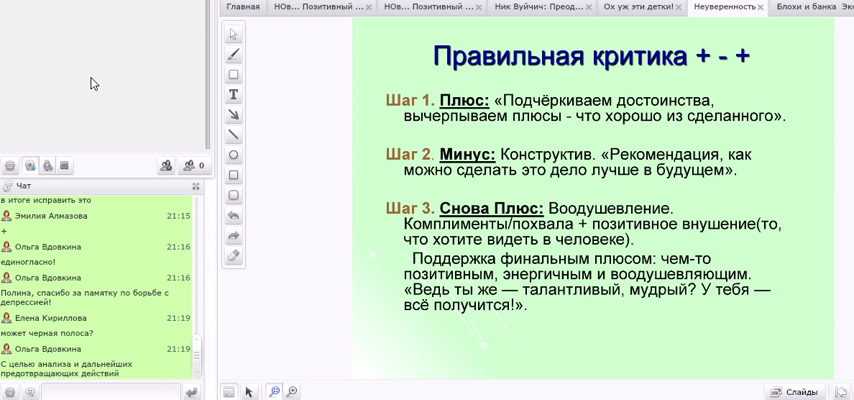 Главная
НОв... Позитивный ...
НОв... Позитивный ...
Ник Вуйчич: Преод...
Ох уж эти детки!
Неуверенность
Блохи и банка
Экс
Правильная критика + - +
Шаг 1. Плюс: «Подчёркиваем достоинства,
вычерпываем плюсы - что хорошо из сделанного».
Шаг 2. Минус: Конструктив. «Рекомендация, как
можно сделать это дело лучше в будущем».
Шаг 3. Снова Плюс: Воодушевление.
Комплименты/похвала + позитивное внушение(то,
что хотите видеть в человеке).
Поддержка финальным плюсом: чем-то
позитивным, энергичным и воодушевляющим.
«Ведь ты же — талантливый, мудрый? У тебя —
всё получится!».
0
Чат
в итоге исправить это
Эмилия Алмазова 21:15
+
Ольга Вдовкина 21:16
единогласно!
Ольга Вдовкина 21:16
Полина, спасибо за памятку по борьбе с
депрессией!
Елена Кириллова 21:19
может черная полоса?
Ольга Вдовкина 21:19
С целью анализа и дальнейших
предотвращающих действий
T
Слайды